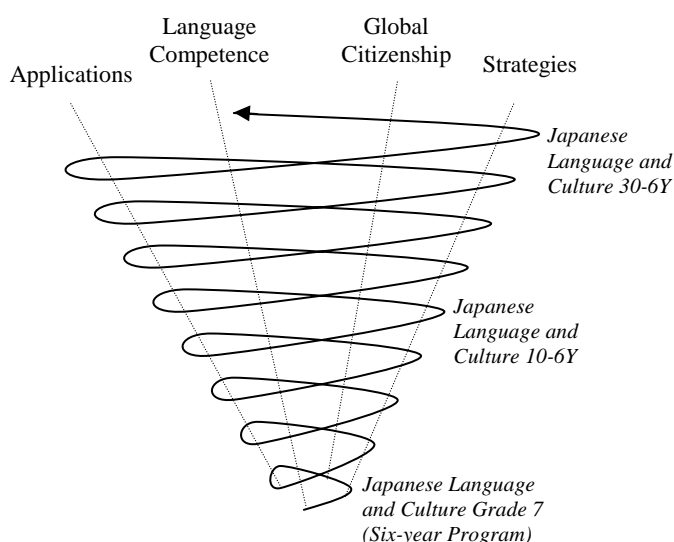 Applications
Language
Competence
Global
Citizenship
Strategies
Japanese
Language and
Culture 30-6Y
Japanese
Language and
Culture 10-6Y
Japanese Language
and Culture Grade 7
(Six-year Program)